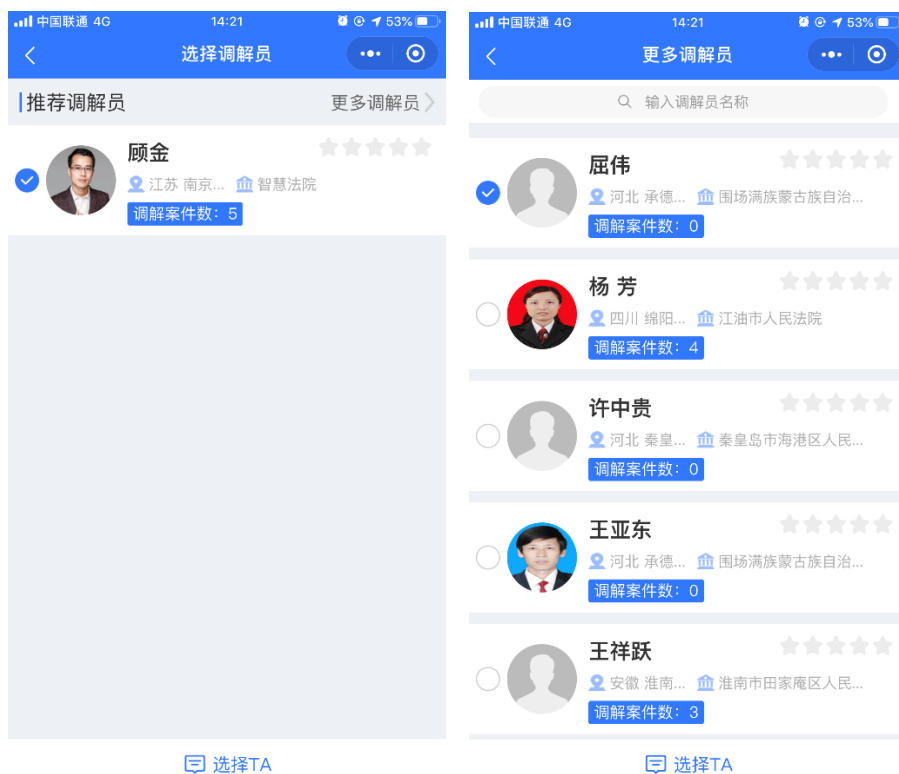 中国联通 4G 14:21 53%
选择调解员
推荐调解员 更多调解员
顾金
江苏 南京... 智慧法院
调解案件数：5
选择TA
中国联通 4G 14:21 53%
更多调解员
输入调解员名称
屈伟
河北 承德... 围场满族蒙古族自治...
调解案件数：0
杨 芳
四川 绵阳... 江油市人民法院
调解案件数：4
许中贵
河北 秦皇... 秦皇岛市海港区人民...
调解案件数：0
王亚东
河北 承德... 围场满族蒙古族自治...
调解案件数：0
王祥跃
安徽 淮南... 淮南市田家庵区人民...
调解案件数：3
选择TA